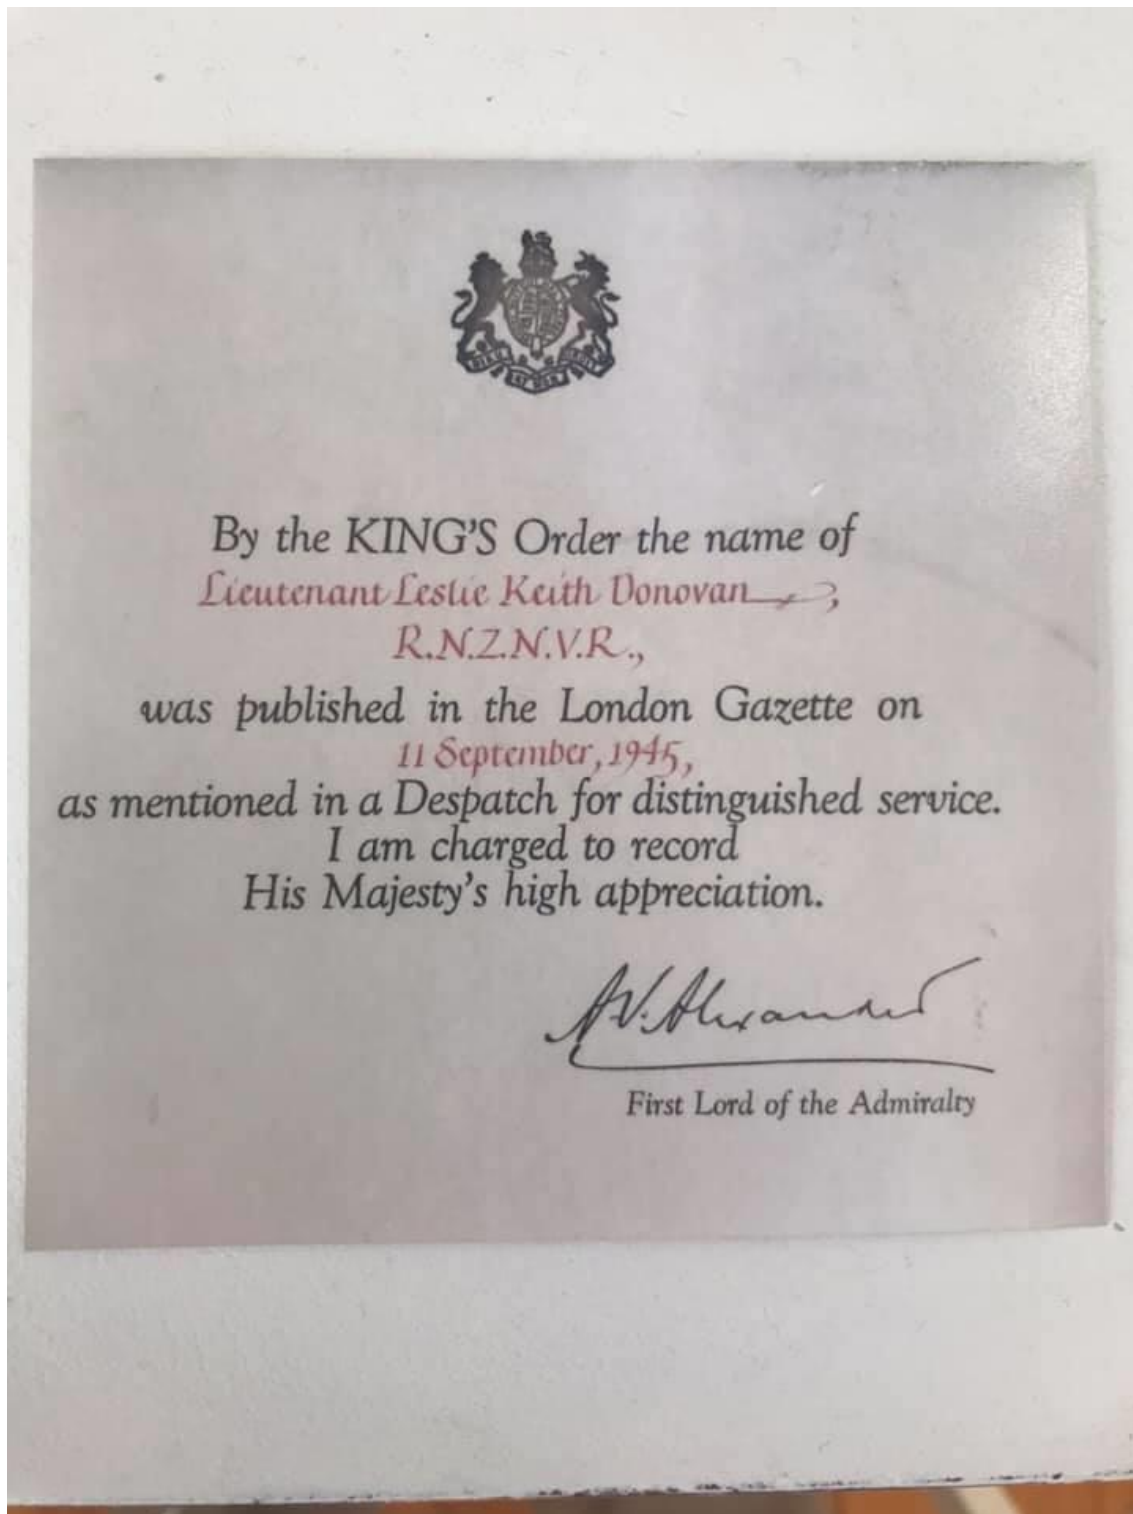 By the KING'S Order the name of
Lieutenant Leslie Keith Donovan,
R.N.Z.N.V.R.,
was published in the London Gazette on
11 September, 1945,
as mentioned in a Despatch for distinguished service.
I am charged to record
His Majesty's high appreciation.
A.V. Alexander
First Lord of the Admiralty